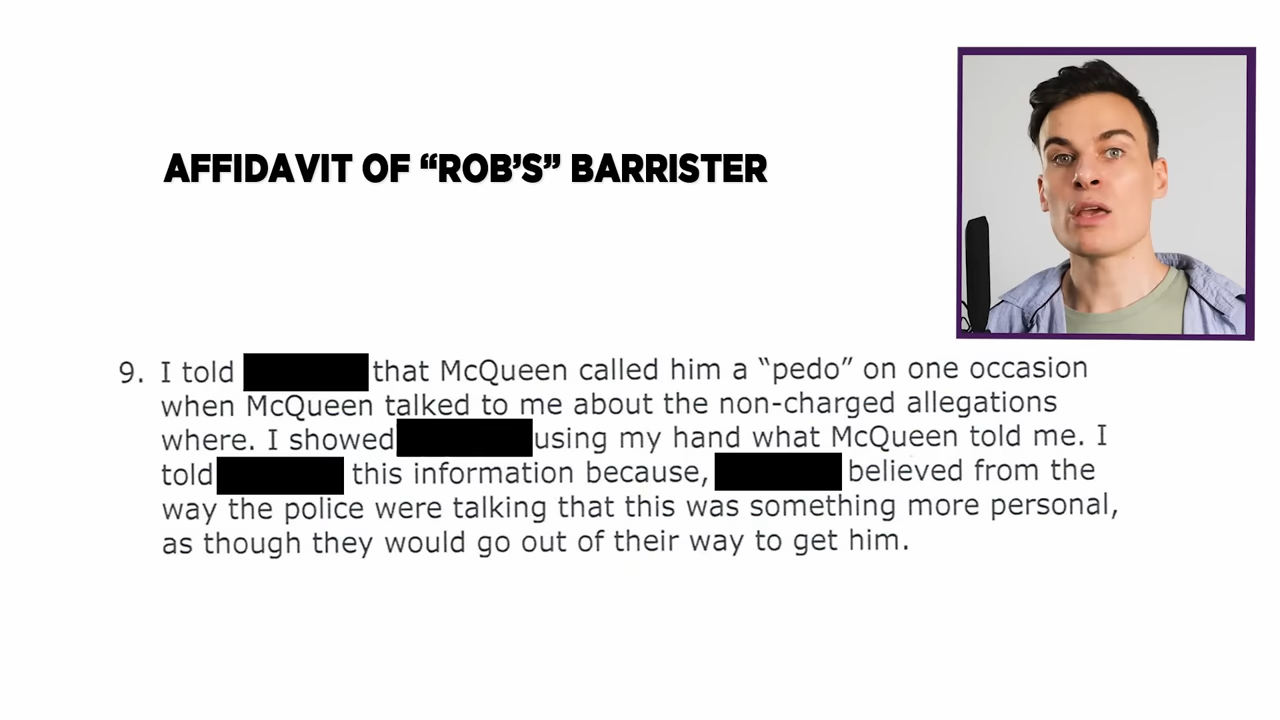 AFFIDAVIT OF “ROB’S” BARRISTER
9. I told that McQueen called him a “pedo” on one occasion
when McQueen talked to me about the non-charged allegations
where. I showed using my hand what McQueen told me. I
told this information because, believed from the
way the police were talking that this was something more personal,
as though they would go out of their way to get him.